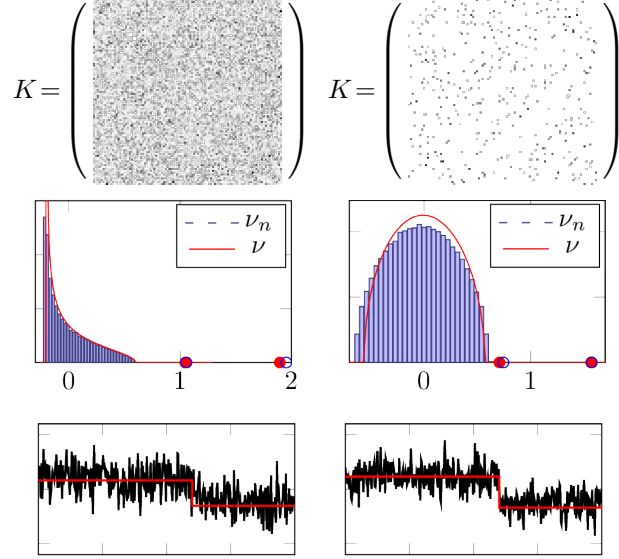 K = K =
ν_n ν_n
ν ν
0 1 2 0 1